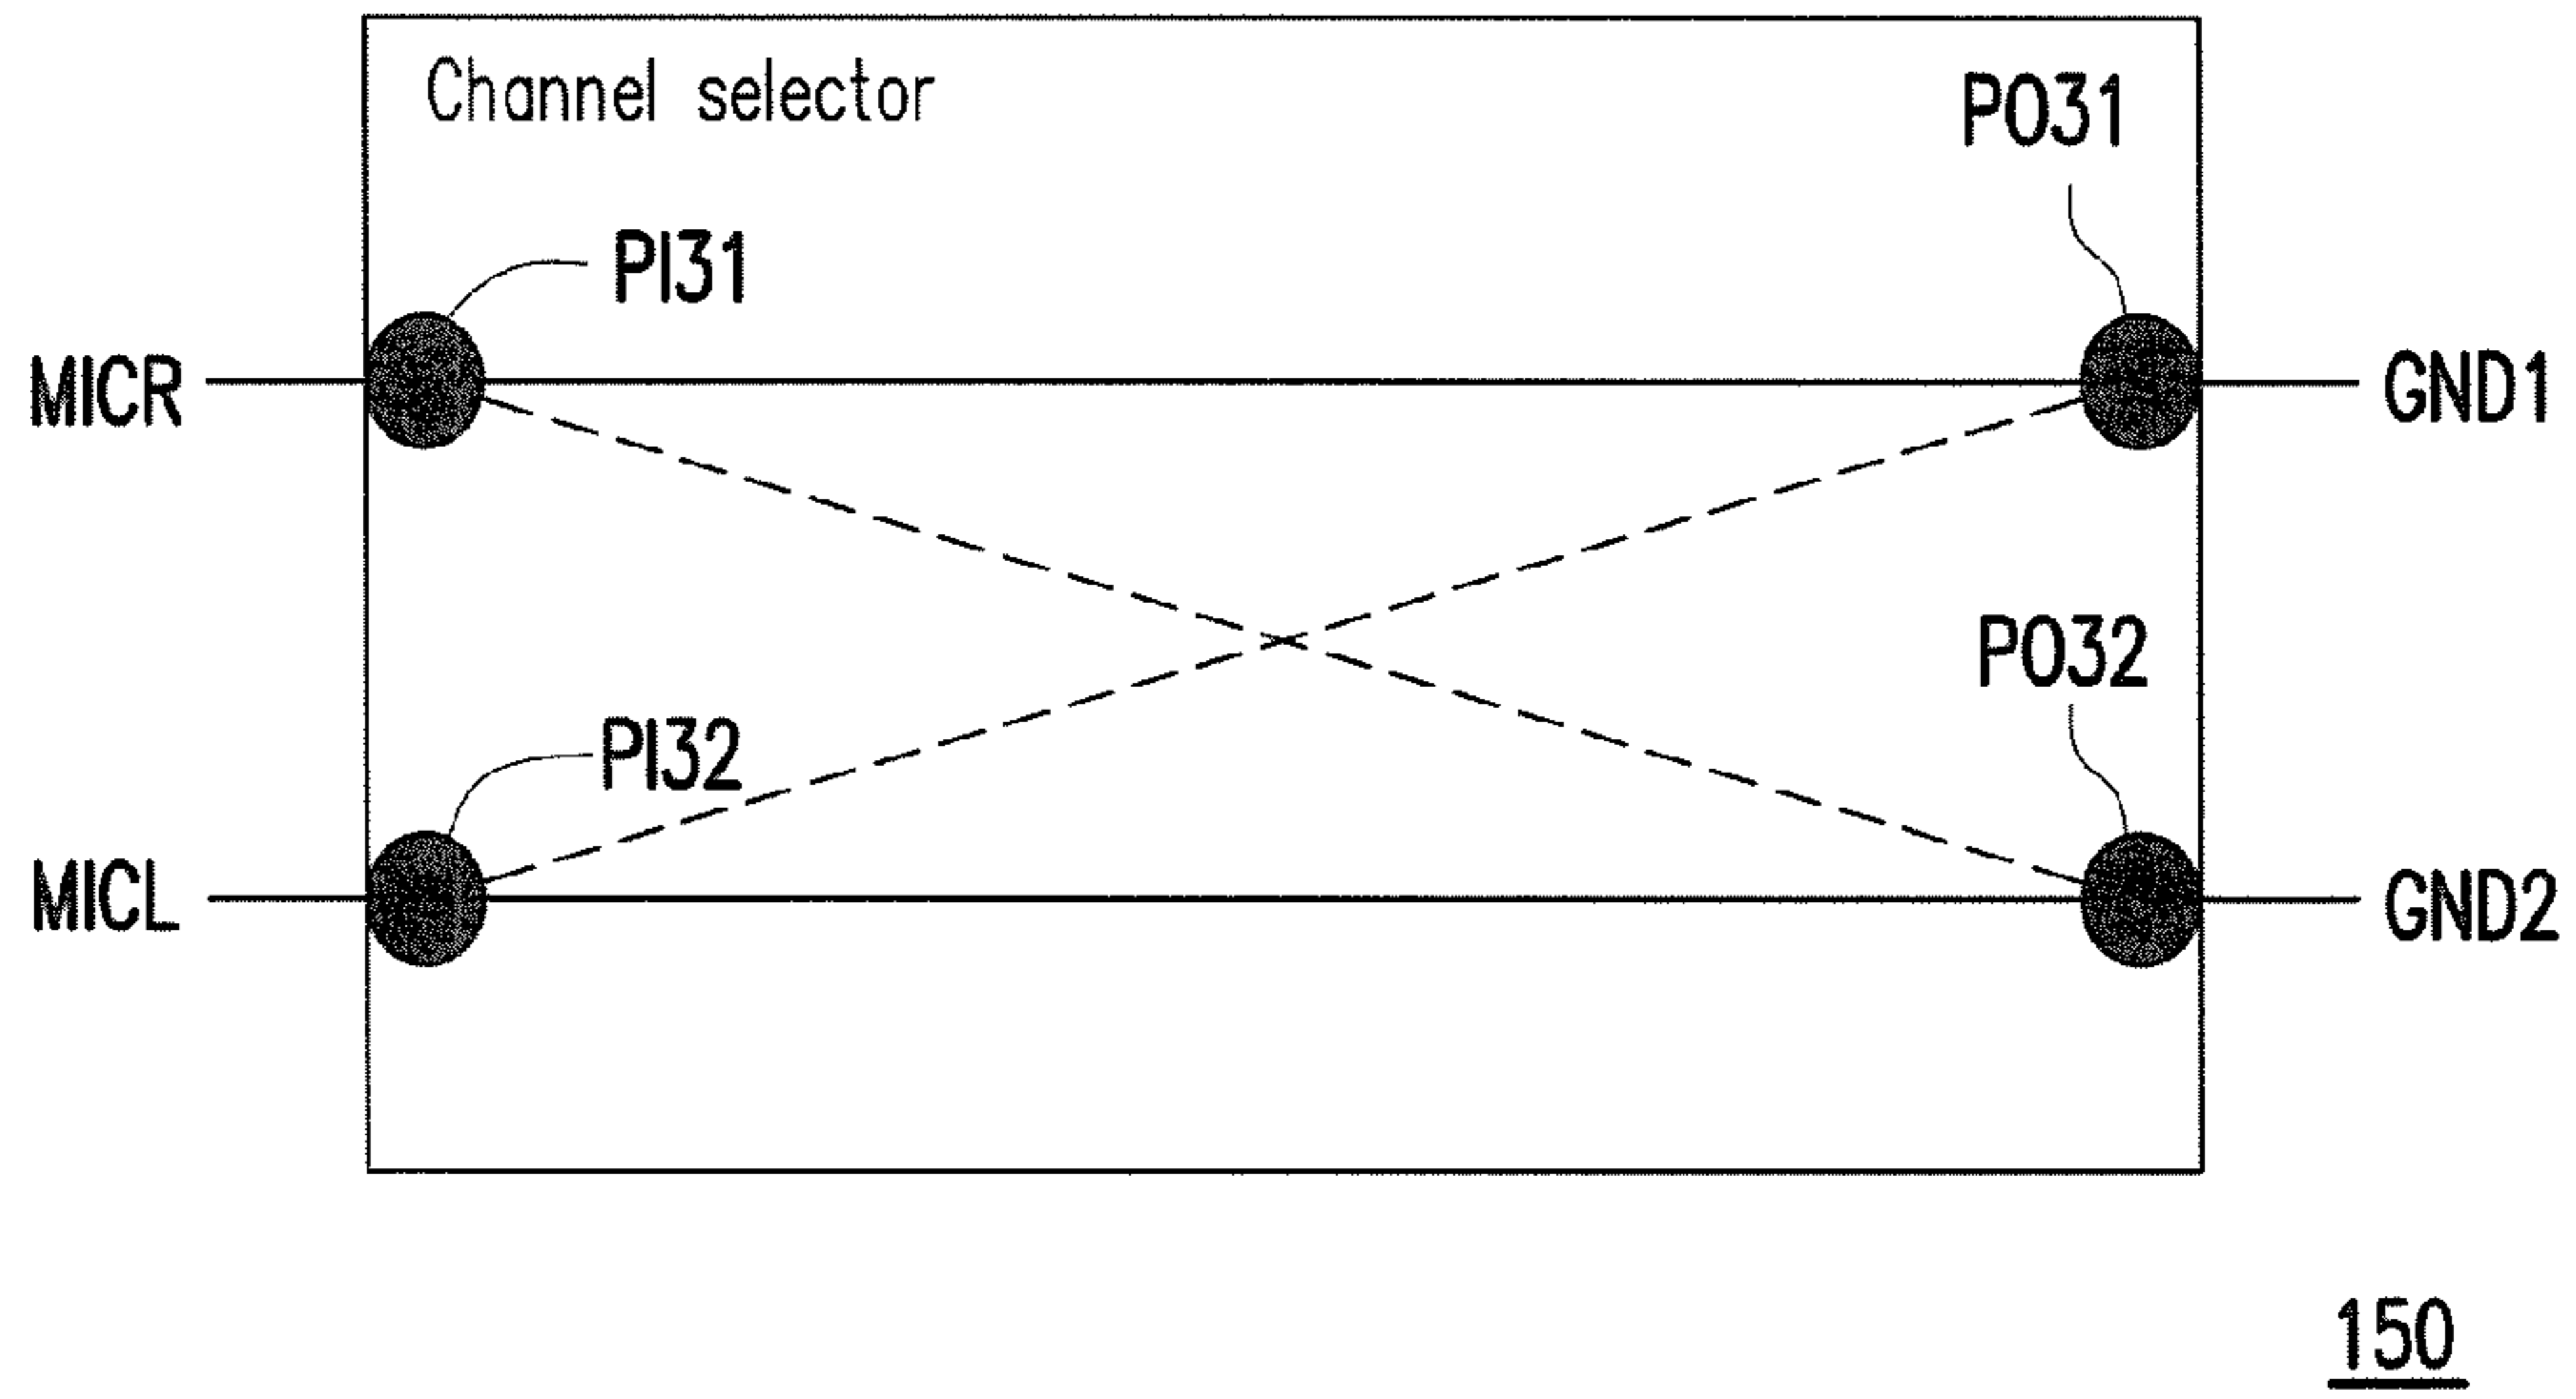 Channel selector
PO31
PI31
MICR
GND1
PO32
PI32
MICL
GND2
150